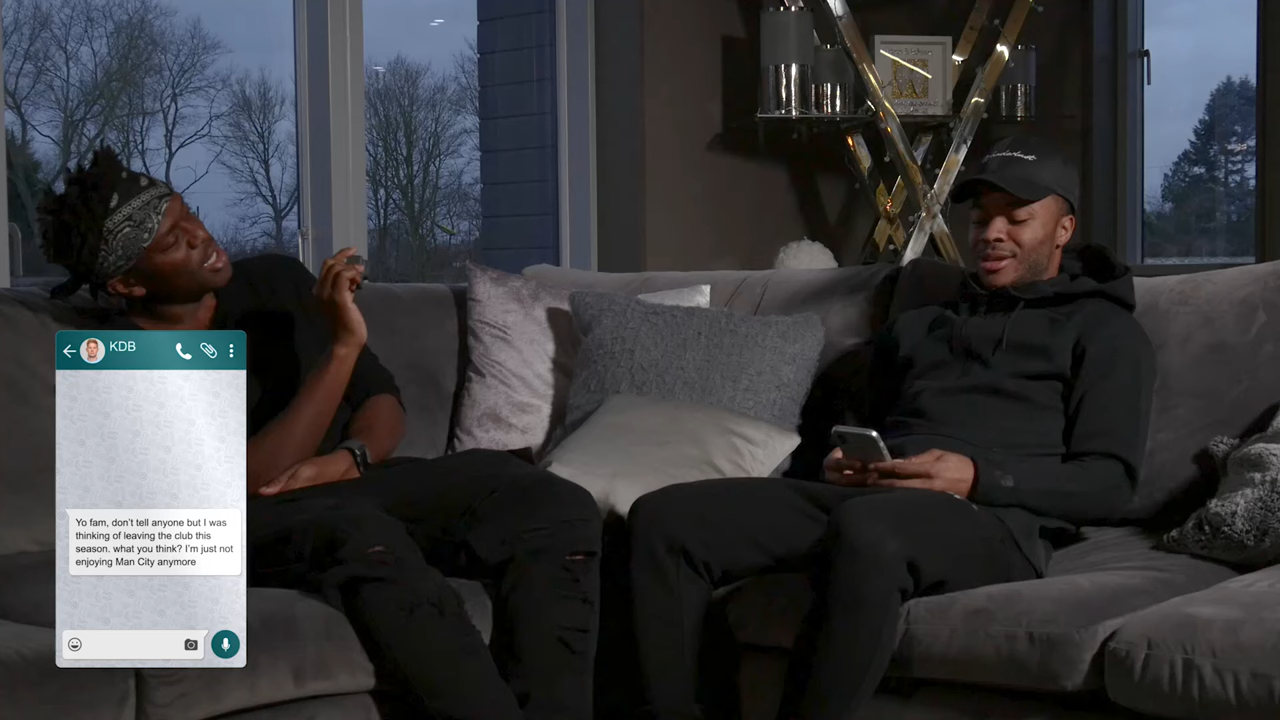 KDB
Yo fam, don't tell anyone but I was
thinking of leaving the club this
season. what you think? I'm just not
enjoying Man City anymore